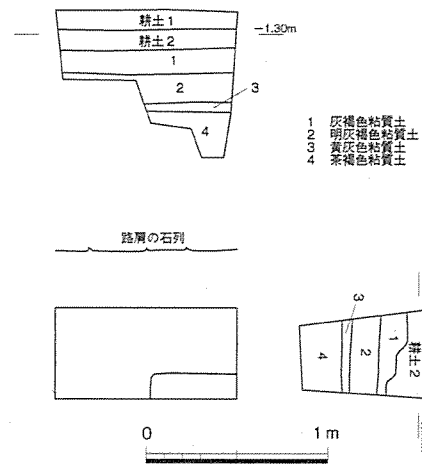 耕土1
耕土2
1
2
3
4
-1.30m
1 灰褐色粘質土
2 明灰褐色粘質土
3 黄灰色粘質土
4 茶褐色粘質土
路肩の石列
4
3
2
1
耕土2
0 1m